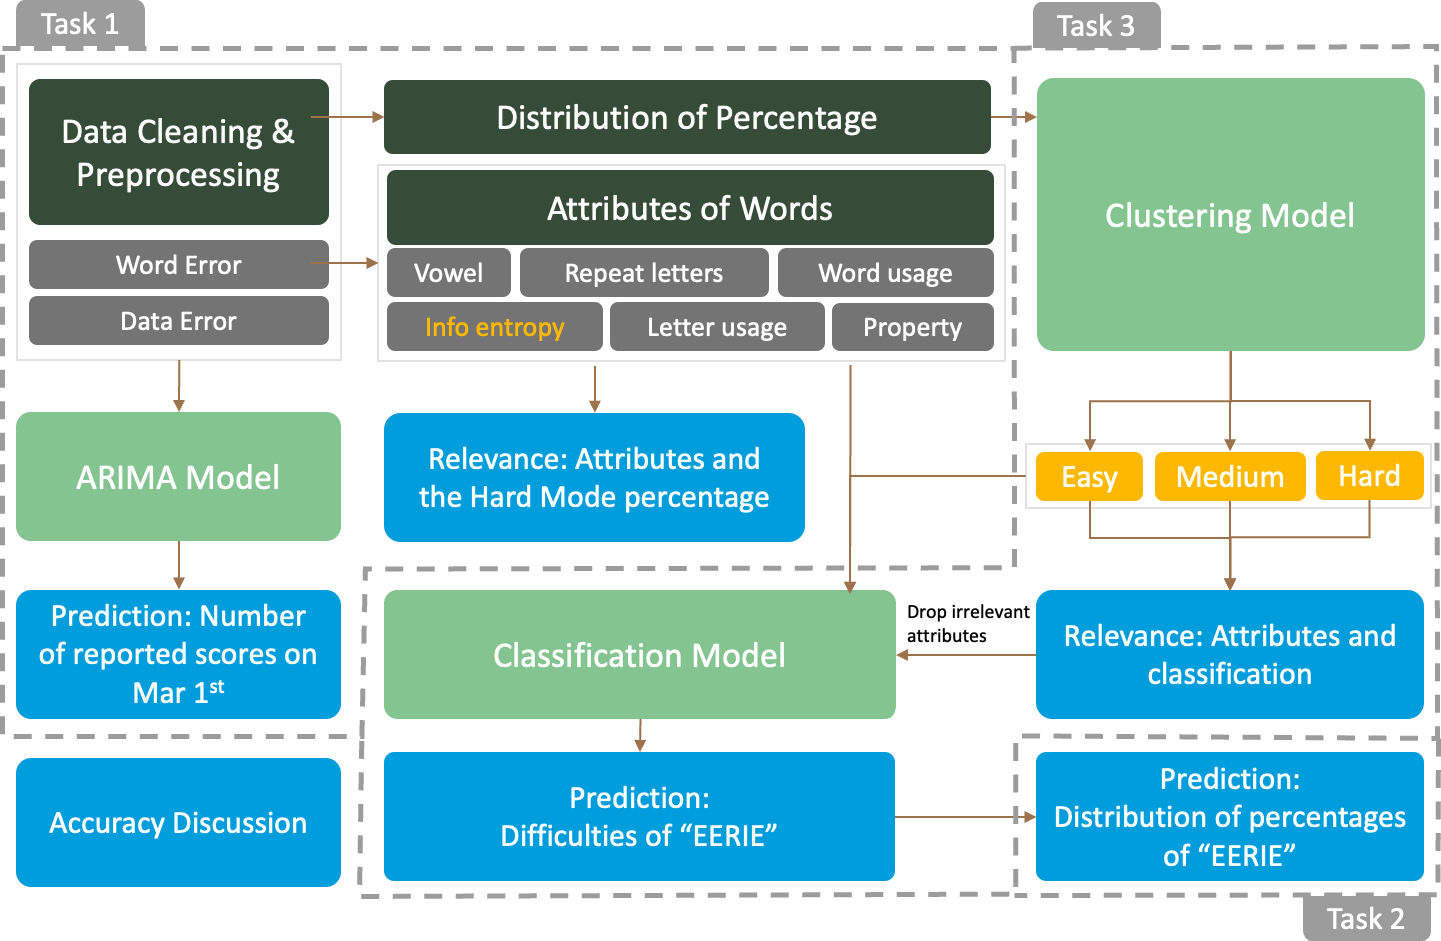 Task 1
Task 3
Data Cleaning &
Preprocessing
Word Error
Data Error
Distribution of Percentage
Attributes of Words
Vowel
Repeat letters
Word usage
Info entropy
Letter usage
Property
Clustering Model
ARIMA Model
Relevance: Attributes and
the Hard Mode percentage
Easy
Medium
Hard
Prediction: Number
of reported scores on
Mar 1st
Classification Model
Drop irrelevant
attributes
Relevance: Attributes and
classification
Accuracy Discussion
Prediction:
Difficulties of “EERIE”
Prediction:
Distribution of percentages
of “EERIE”
Task 2